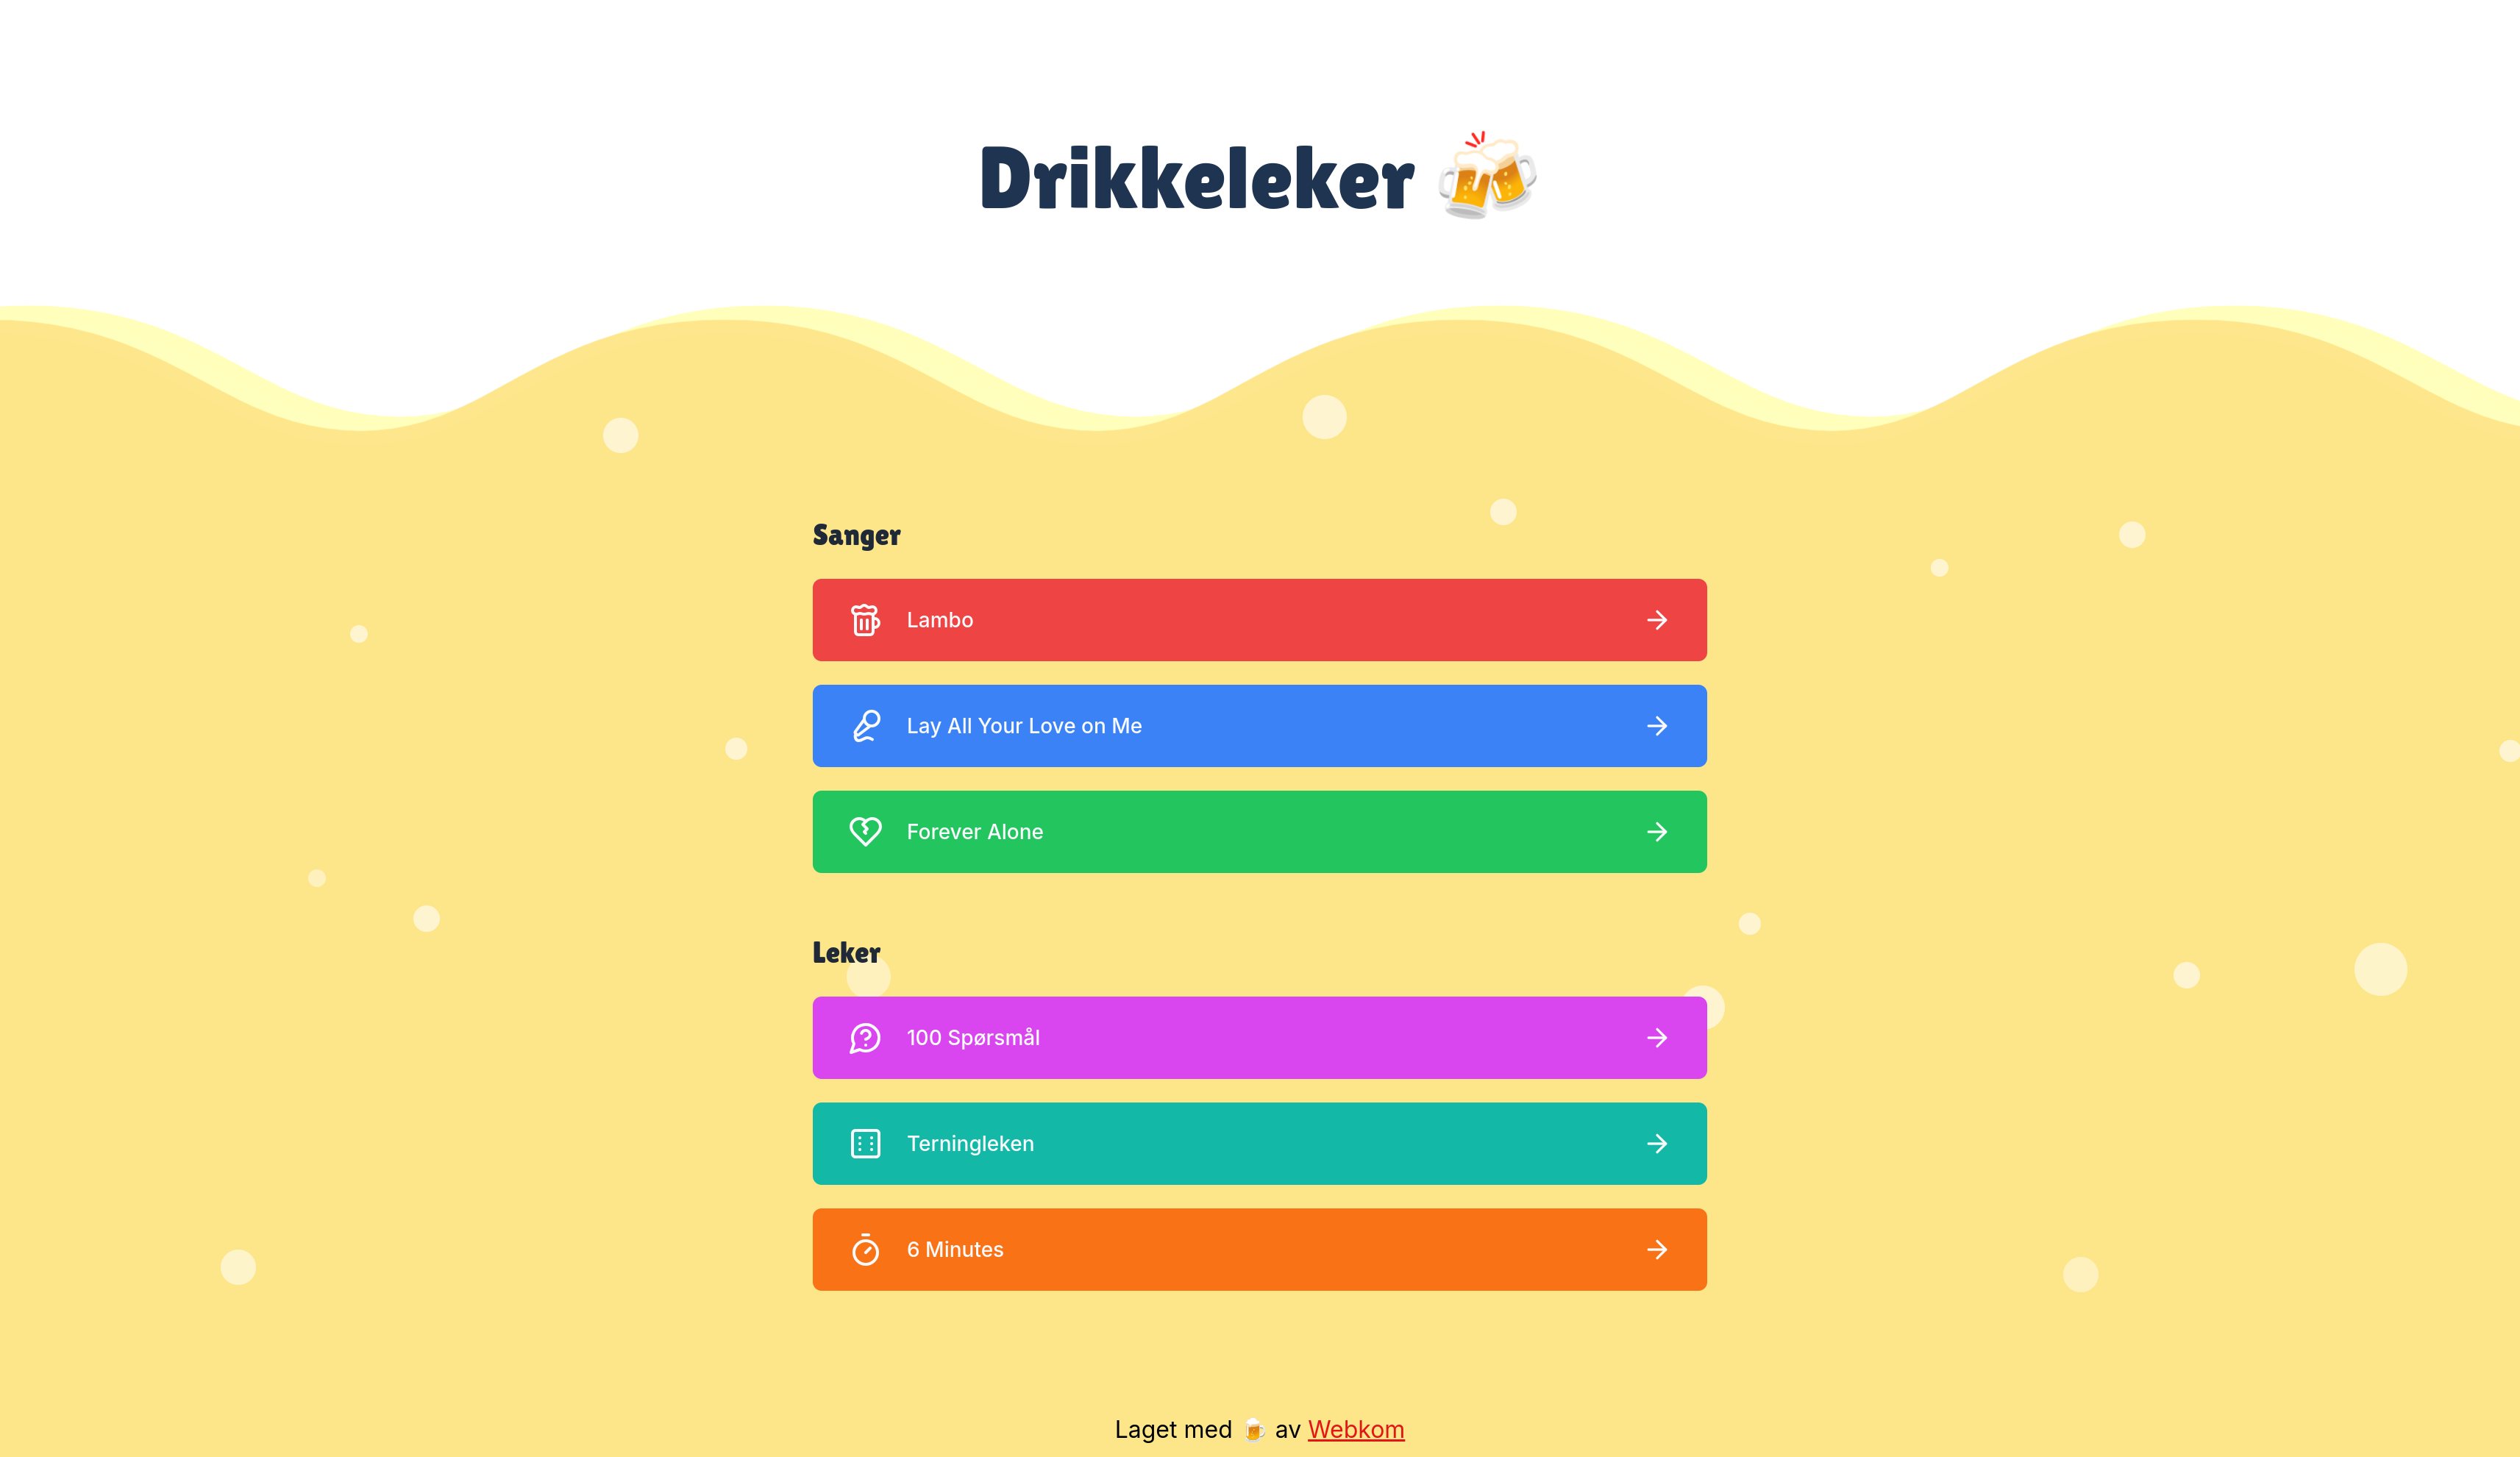 Drikkeleker 🍻
Sanger
Lambo
Lay All Your Love on Me
Forever Alone
Leker
100 Spørsmål
Terningleken
6 Minutes
Laget med 🍺 av Webkom